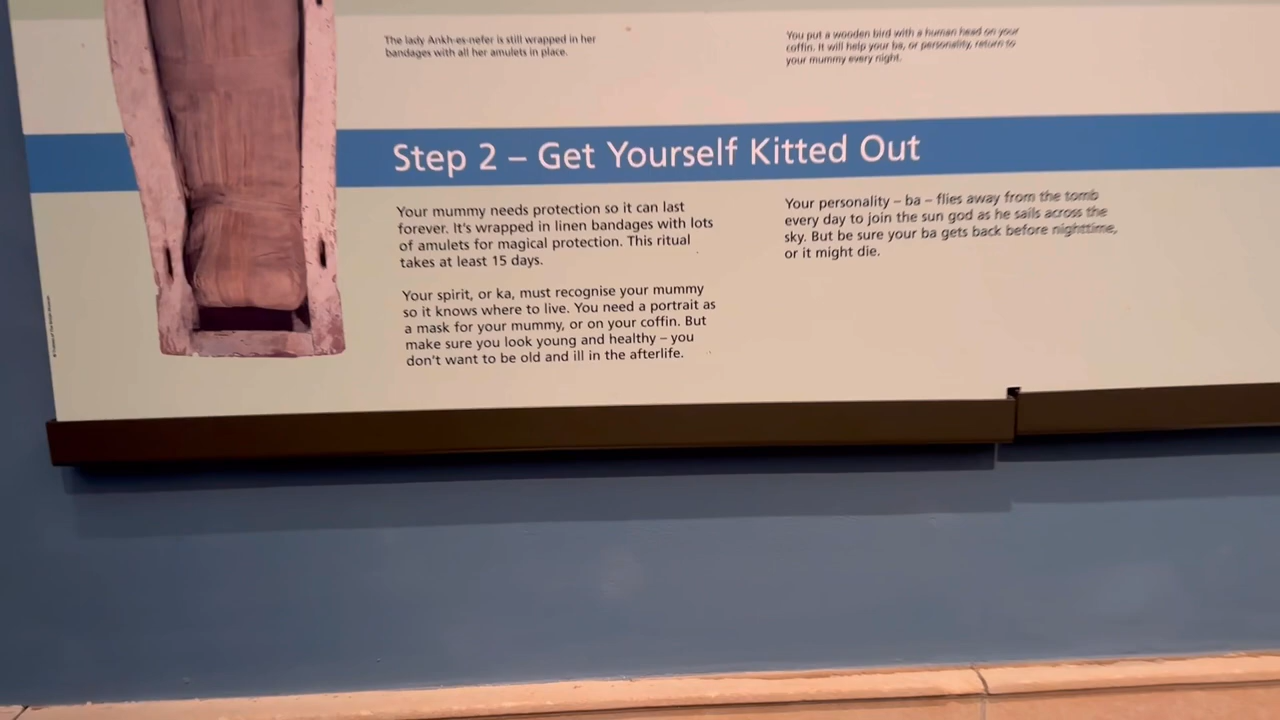 The lady Ankh-es-nefer is still wrapped in her
bandages with all her amulets in place.
You put a wooden bird with a human head on your
coffin. It will help your ba, or personality, return to
your mummy every night.
Step 2 – Get Yourself Kitted Out
Your mummy needs protection so it can last
forever. It's wrapped in linen bandages with lots
of amulets for magical protection. This ritual
takes at least 15 days.
Your spirit, or ka, must recognise your mummy
so it knows where to live. You need a portrait as
a mask for your mummy, or on your coffin. But
make sure you look young and healthy – you
don't want to be old and ill in the afterlife.
Your personality – ba – flies away from the tomb
every day to join the sun god as he sails across the
sky. But be sure your ba gets back before nighttime,
or it might die.